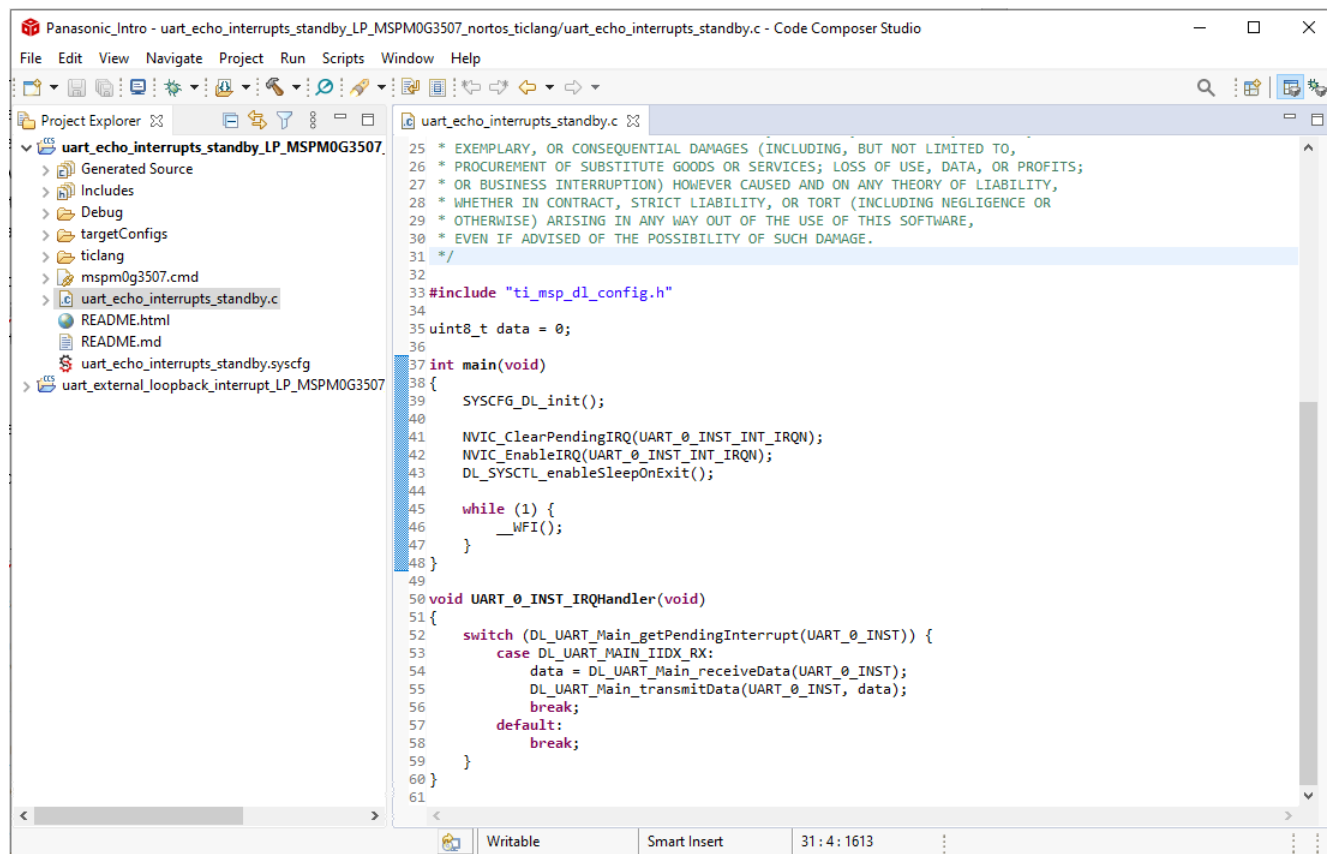 Panasonic_Intro - uart_echo_interrupts_standby_LP_MSPM0G3507_nortos_ticlang/uart_echo_interrupts_standby.c - Code Composer Studio
File Edit View Navigate Project Run Scripts Window Help
Project Explorer
uart_echo_interrupts_standby_LP_MSPM0G3507_
Generated Source
Includes
Debug
targetConfigs
ticlang
mspm0g3507.cmd
uart_echo_interrupts_standby.c
README.html
README.md
uart_echo_interrupts_standby.syscfg
uart_external_loopback_interrupt_LP_MSPM0G3507
uart_echo_interrupts_standby.c
25 * EXEMPLARY, OR CONSEQUENTIAL DAMAGES (INCLUDING, BUT NOT LIMITED TO,
26 * PROCUREMENT OF SUBSTITUTE GOODS OR SERVICES; LOSS OF USE, DATA, OR PROFITS;
27 * OR BUSINESS INTERRUPTION) HOWEVER CAUSED AND ON ANY THEORY OF LIABILITY,
28 * WHETHER IN CONTRACT, STRICT LIABILITY, OR TORT (INCLUDING NEGLIGENCE OR
29 * OTHERWISE) ARISING IN ANY WAY OUT OF THE USE OF THIS SOFTWARE,
30 * EVEN IF ADVISED OF THE POSSIBILITY OF SUCH DAMAGE.
31 */
32
33 #include "ti_msp_dl_config.h"
34
35 uint8_t data = 0;
36
37 int main(void)
38 {
39     SYSCFG_DL_init();
40
41     NVIC_ClearPendingIRQ(UART_0_INST_INT_IRQN);
42     NVIC_EnableIRQ(UART_0_INST_INT_IRQN);
43     DL_SYSCTL_enableSleepOnExit();
44
45     while (1) {
46         __WFI();
47     }
48 }
49
50 void UART_0_INST_IRQHandler(void)
51 {
52     switch (DL_UART_Main_getPendingInterrupt(UART_0_INST)) {
53         case DL_UART_MAIN_IIDX_RX:
54             data = DL_UART_Main_receiveData(UART_0_INST);
55             DL_UART_Main_transmitData(UART_0_INST, data);
56             break;
57         default:
58             break;
59     }
60 }
61
Writable Smart Insert 31 : 4 : 1613